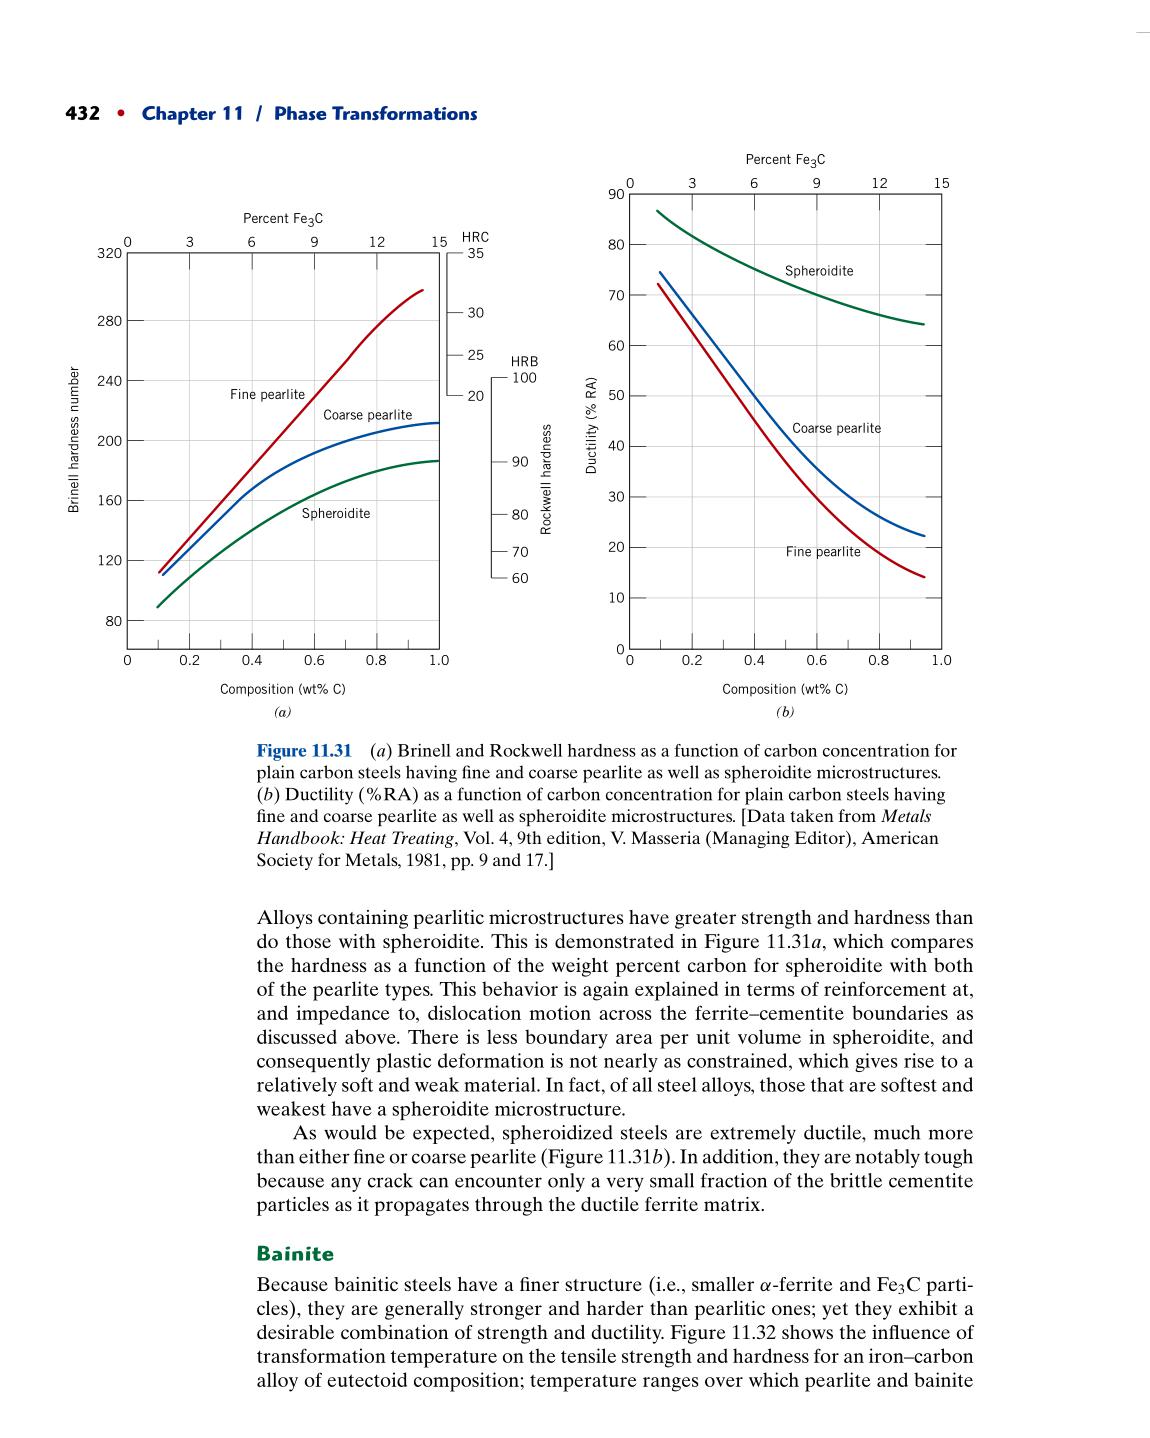 432 • Chapter 11 / Phase Transformations
Percent Fe3C
0 3 6 9 12 15
HRC
320
280
240
200
160
120
80
Brinell hardness number
35
30
25
20
HRB
100
90
80
70
60
Rockwell hardness
Fine pearlite
Coarse pearlite
Spheroidite
0 0.2 0.4 0.6 0.8 1.0
Composition (wt% C)
(a)
Percent Fe3C
0 3 6 9 12 15
90
80
70
60
50
40
30
20
10
0
Ductility (% RA)
Spheroidite
Coarse pearlite
Fine pearlite
0 0.2 0.4 0.6 0.8 1.0
Composition (wt% C)
(b)
Figure 11.31 (a) Brinell and Rockwell hardness as a function of carbon concentration for
plain carbon steels having fine and coarse pearlite as well as spheroidite microstructures.
(b) Ductility (%RA) as a function of carbon concentration for plain carbon steels having
fine and coarse pearlite as well as spheroidite microstructures. [Data taken from Metals
Handbook: Heat Treating, Vol. 4, 9th edition, V. Masseria (Managing Editor), American
Society for Metals, 1981, pp. 9 and 17.]
Alloys containing pearlitic microstructures have greater strength and hardness than
do those with spheroidite. This is demonstrated in Figure 11.31a, which compares
the hardness as a function of the weight percent carbon for spheroidite with both
of the pearlite types. This behavior is again explained in terms of reinforcement at,
and impedance to, dislocation motion across the ferrite–cementite boundaries as
discussed above. There is less boundary area per unit volume in spheroidite, and
consequently plastic deformation is not nearly as constrained, which gives rise to a
relatively soft and weak material. In fact, of all steel alloys, those that are softest and
weakest have a spheroidite microstructure.
As would be expected, spheroidized steels are extremely ductile, much more
than either fine or coarse pearlite (Figure 11.31b). In addition, they are notably tough
because any crack can encounter only a very small fraction of the brittle cementite
particles as it propagates through the ductile ferrite matrix.
Bainite
Because bainitic steels have a finer structure (i.e., smaller α-ferrite and Fe3C parti-
cles), they are generally stronger and harder than pearlitic ones; yet they exhibit a
desirable combination of strength and ductility. Figure 11.32 shows the influence of
transformation temperature on the tensile strength and hardness for an iron–carbon
alloy of eutectoid composition; temperature ranges over which pearlite and bainite